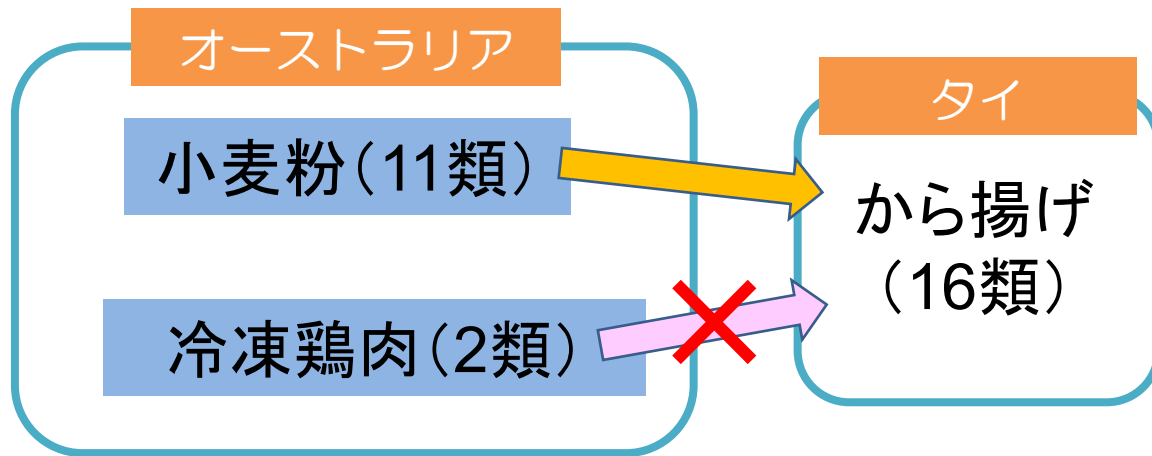 オーストラリア
小麦粉(11類)
冷凍鶏肉(2類)
タイ
から揚げ
(16類)